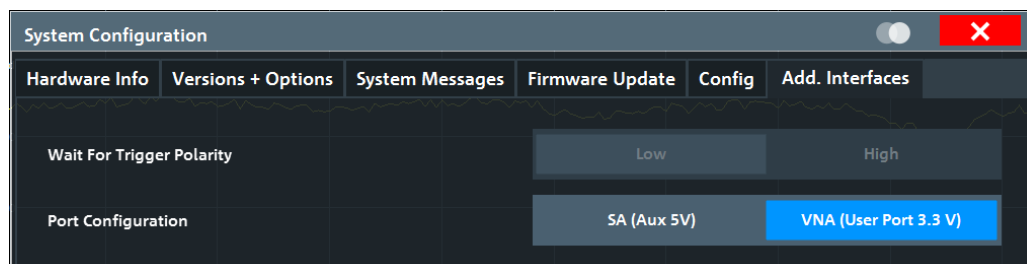 System Configuration
Hardware Info Versions + Options System Messages Firmware Update Config Add. Interfaces
Wait For Trigger Polarity Low High
Port Configuration SA (Aux 5V) VNA (User Port 3.3 V)